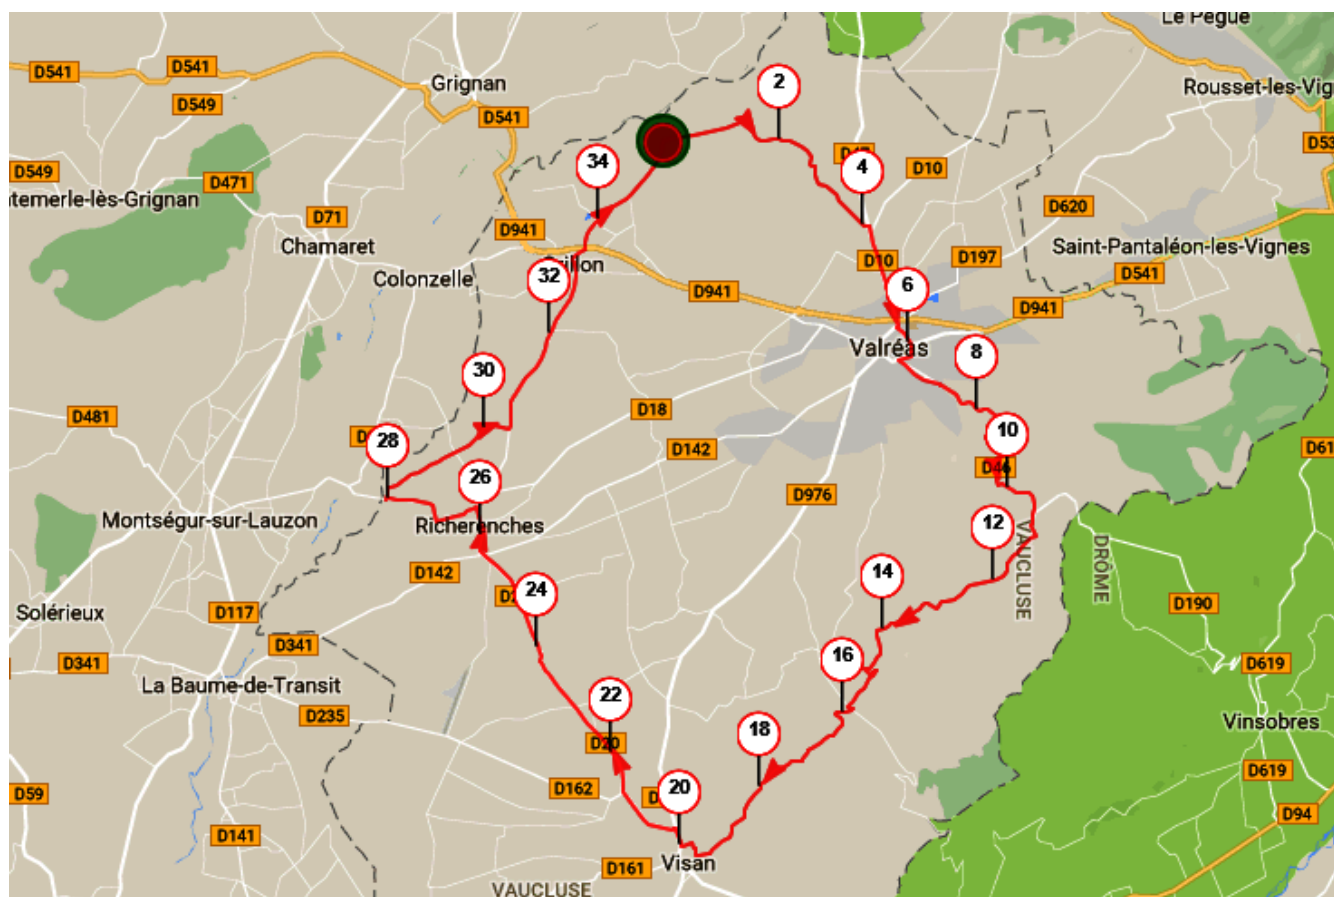 Le Pègue
D541
D541
Grignan
2
Rousset-les-Vig
D549
D541
D53
34
4
D10
D549
D471
ntemerle-lès-Grignan
D620
D71
D941
Chamaret
Saint-Pantaléon-les-Vignes
D10
D197
D541
Colonzelle
32
6
D941
D941
Valréas
8
30
D18
D481
28
10
D142
D61
D46
26
D976
Montségur-sur-Lauzon
Richerenches
12
VAUCLUSE
DRÔME
D142
14
24
D190
Solérieux
D117
D341
D341
16
D619
La Baume-de-Transit
22
D235
Vinsobres
18
D20
D619
D59
D162
20
D94
D141
Visan
D161
VAUCLUSE